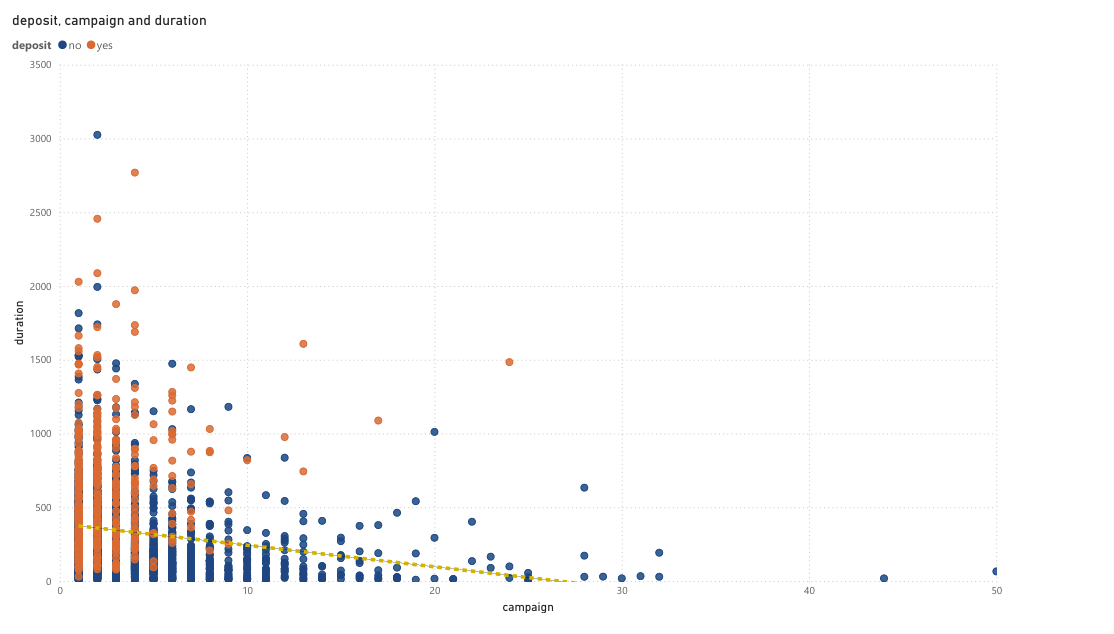 deposit, campaign and duration
deposit no yes
3500
3000
2500
2000
1500
1000
500
0
duration
0 10 20 30 40 50
campaign